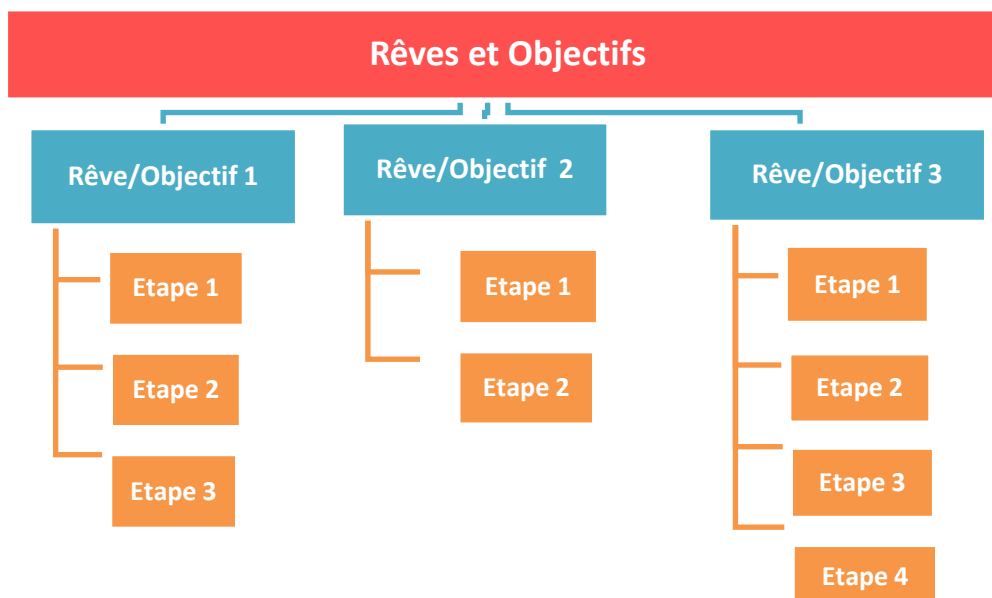 Rêves et Objectifs
Rêve/Objectif 1
Etape 1
Etape 2
Etape 3
Rêve/Objectif 2
Etape 1
Etape 2
Rêve/Objectif 3
Etape 1
Etape 2
Etape 3
Etape 4